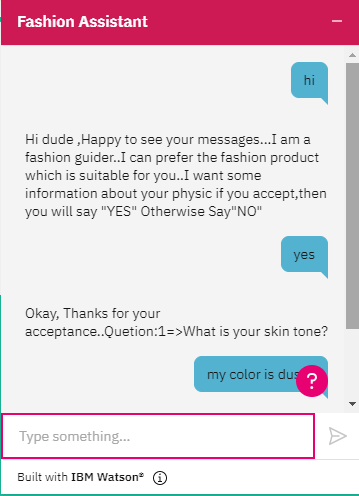 Fashion Assistant
hi
Hi dude ,Happy to see your messages...I am a
fashion guider..I can prefer the fashion product
which is suitable for you..I want some
information about your physic if you accept,then
you will say "YES" Otherwise Say"NO"
yes
Okay, Thanks for your
acceptance..Quetion:1=>What is your skin tone?
my color is
?
Type something...
Built with IBM Watson®